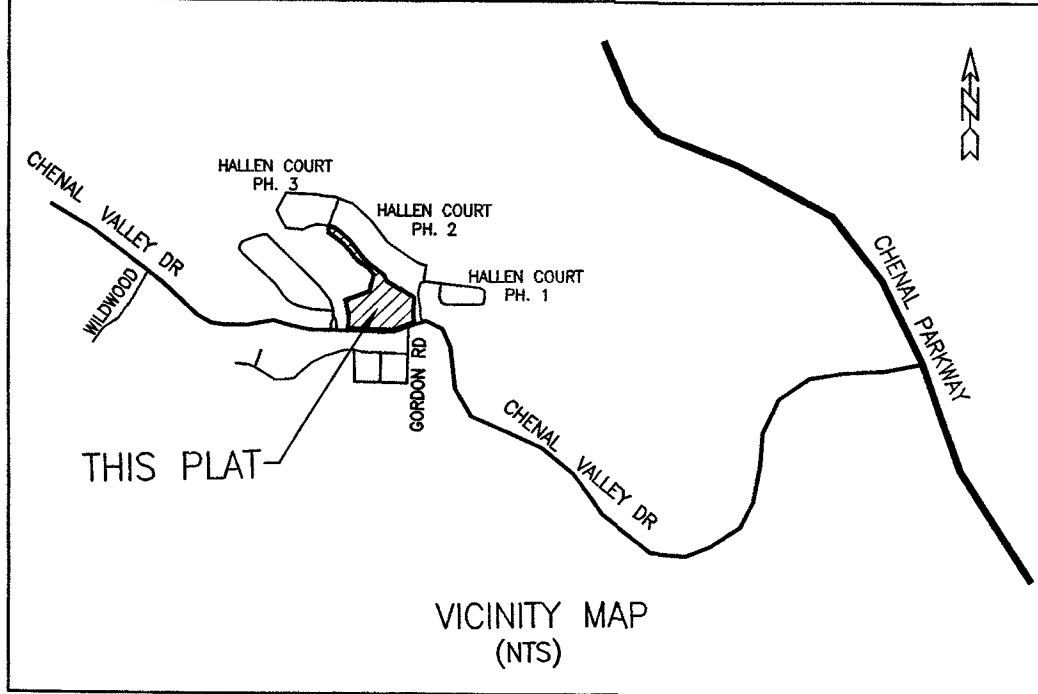 HALLEN COURT
PH. 3
HALLEN COURT
PH. 2
HALLEN COURT
PH. 1
CHENAL VALLEY DR
WILDWOOD
GORDON RD
CHENAL PARKWAY
CHENAL VALLEY DR
THIS PLAT
N
VICINITY MAP
(NTS)